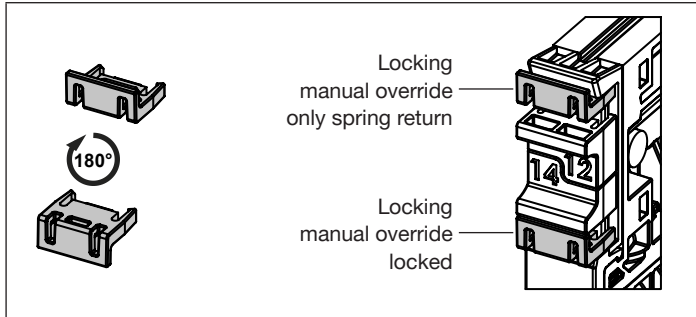 Locking
manual override
only spring return
180°
14 12
Locking
manual override
locked